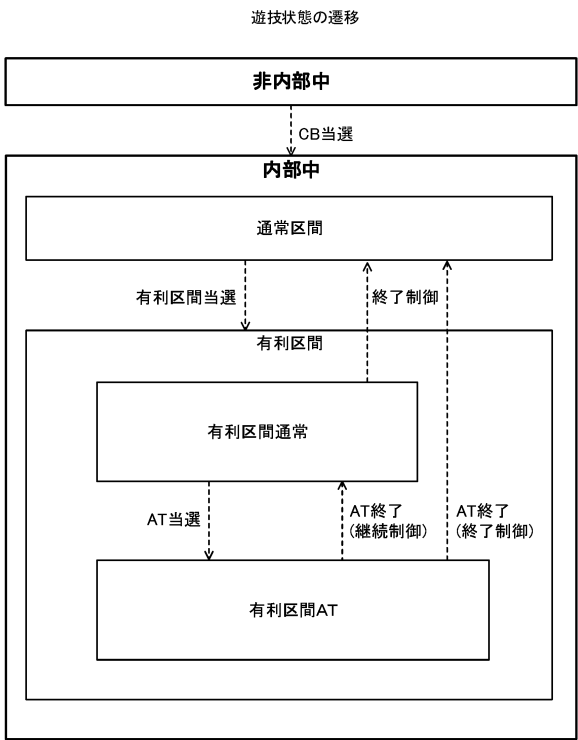 遊技状態の遷移
非内部中
CB当選
内部中
通常区間
有利区間当選
終了制御
有利区間
有利区間通常
AT当選
AT終了
(継続制御)
AT終了
(終了制御)
有利区間AT